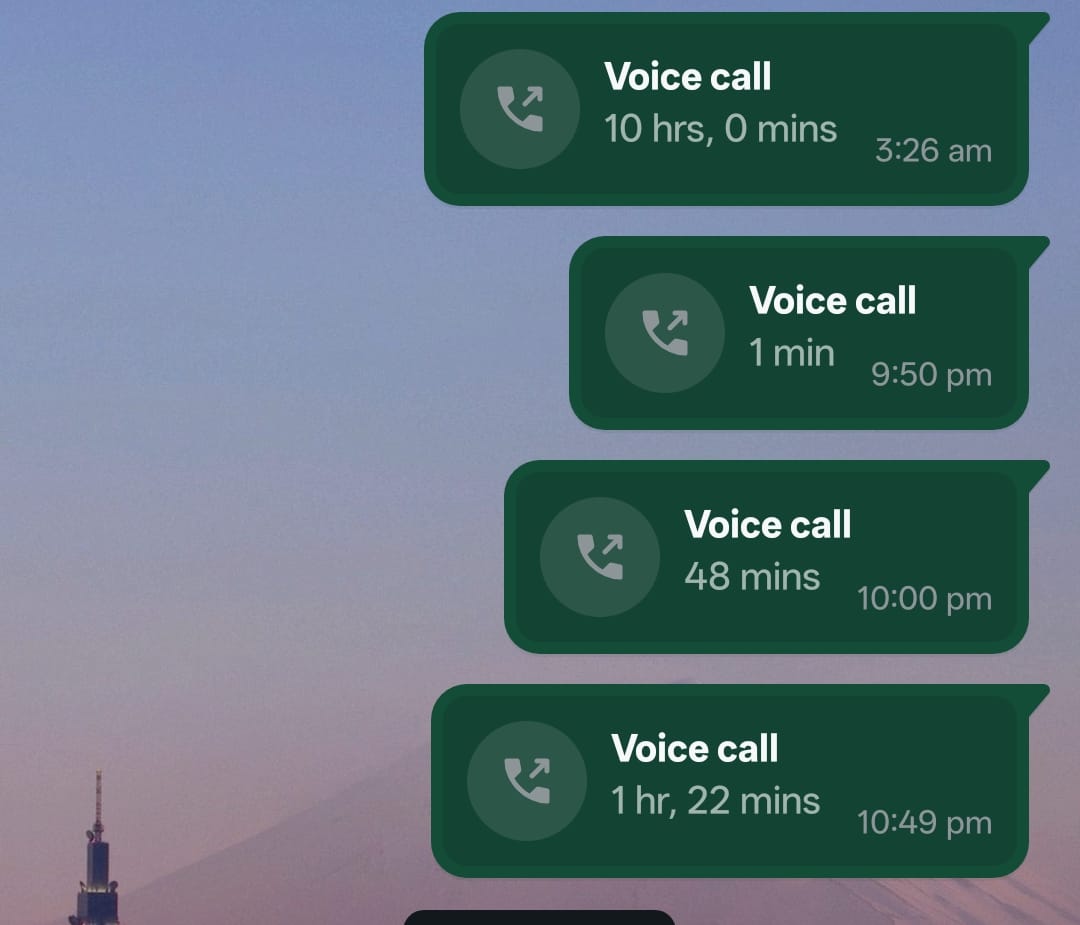 Voice call
10 hrs, 0 mins
3:26 am
Voice call
1 min
9:50 pm
Voice call
48 mins
10:00 pm
Voice call
1 hr, 22 mins
10:49 pm